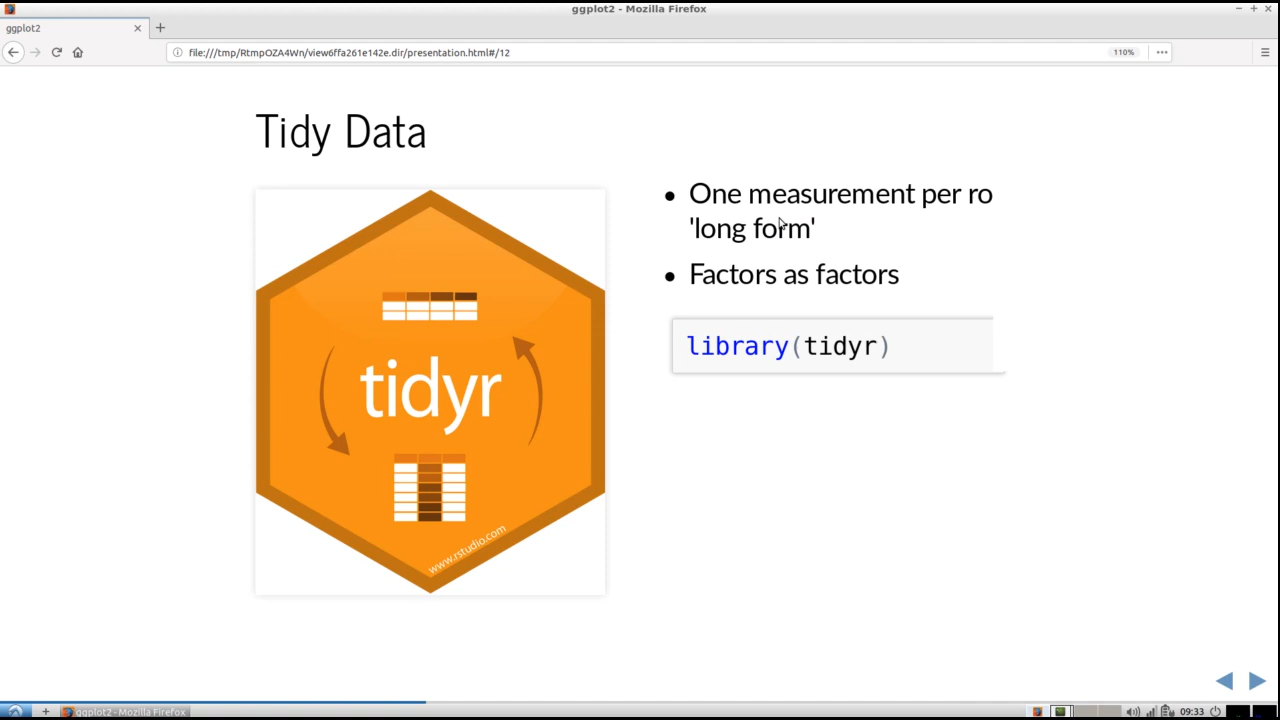 ggplot2 - Mozilla Firefox
ggplot2
file:///tmp/RtmpOZA4Wn/view6ffa261e142e.dir/presentation.html#/12
110%
Tidy Data
One measurement per ro
'long form'
Factors as factors
library(tidyr)
tidyr
www.rstudio.com
ggplot2 - Mozilla Firefox
09:33